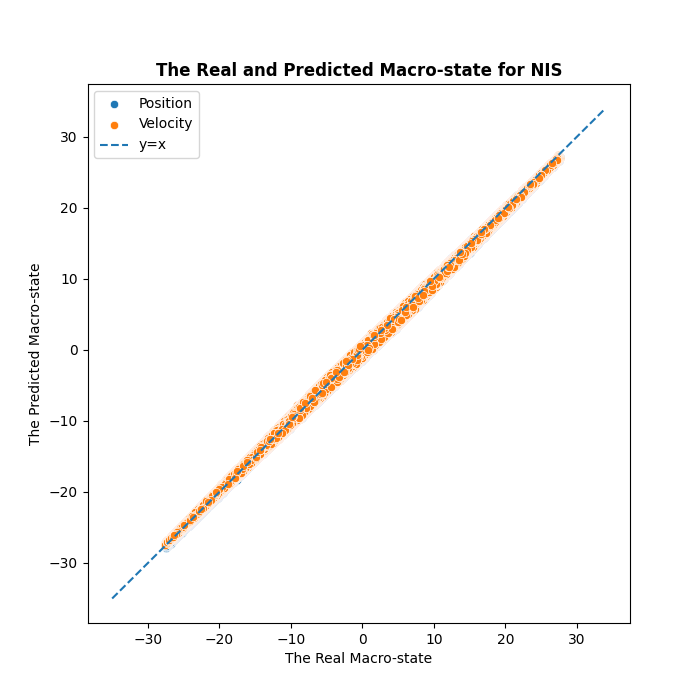 The Real and Predicted Macro-state for NIS
Position
Velocity
y=x
30
20
10
0
−10
−20
−30
The Predicted Macro-state
−30
−20
−10
0
10
20
30
The Real Macro-state